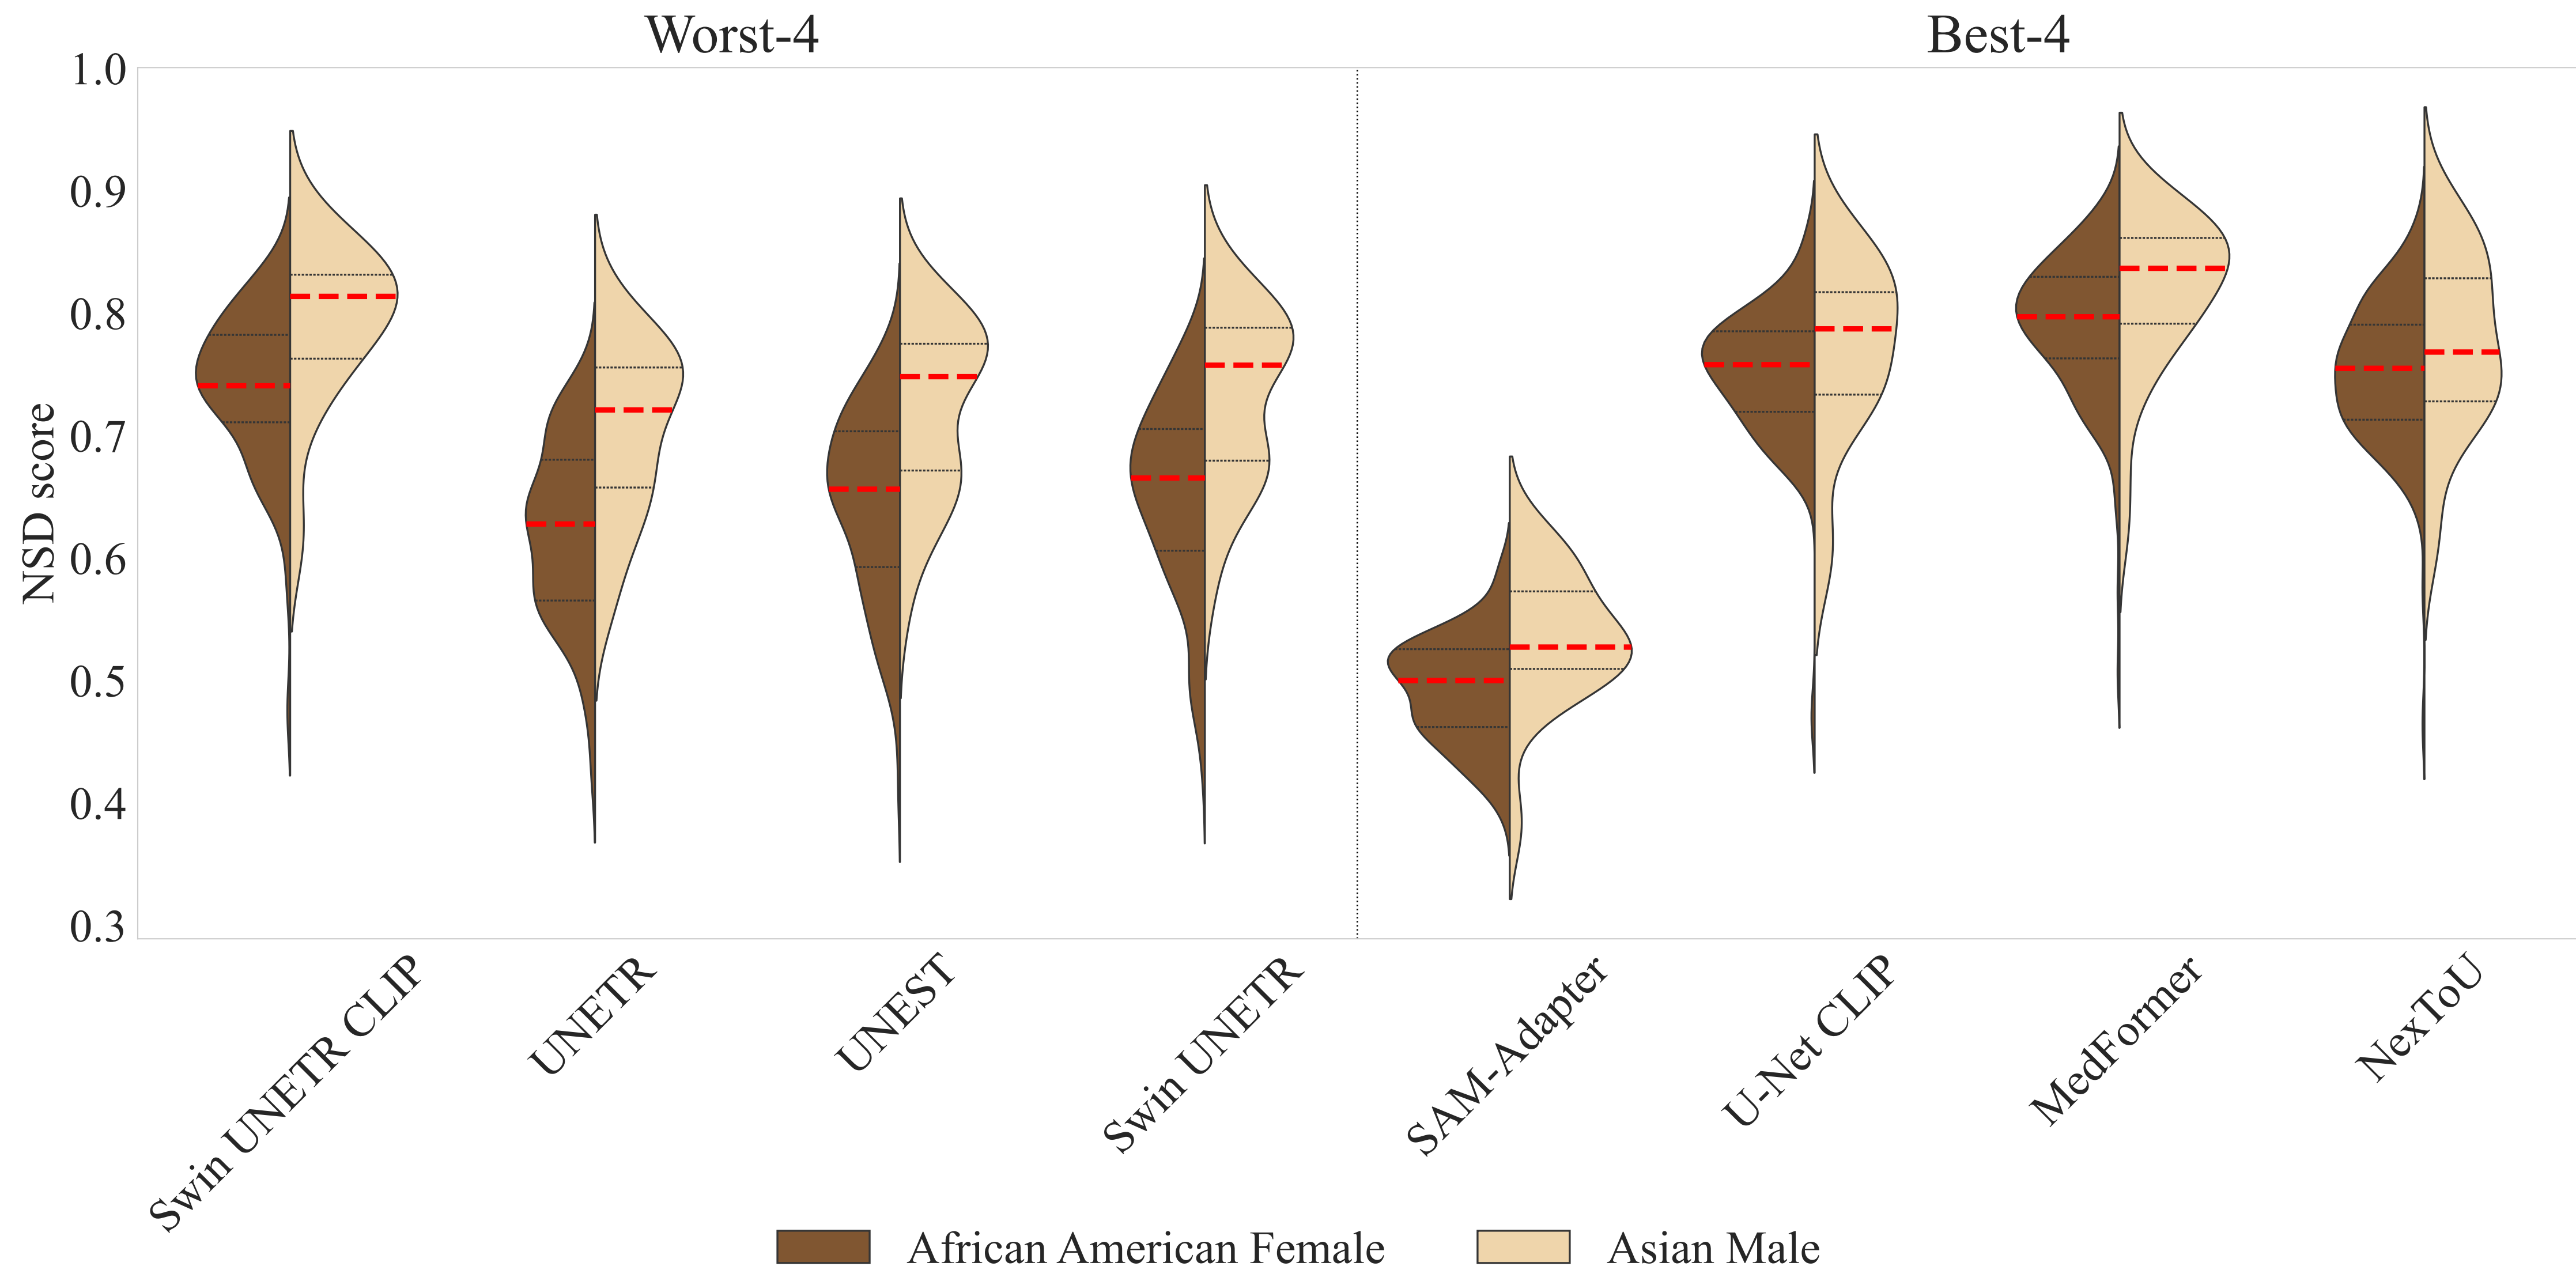 Worst-4
Best-4
1.0
0.9
0.8
0.7
0.6
0.5
0.4
0.3
NSD score
Swin UNETR CLIP
UNETR
UNEST
Swin UNETR
SAM-Adapter
U-Net CLIP
MedFormer
NexToU
African American Female
Asian Male